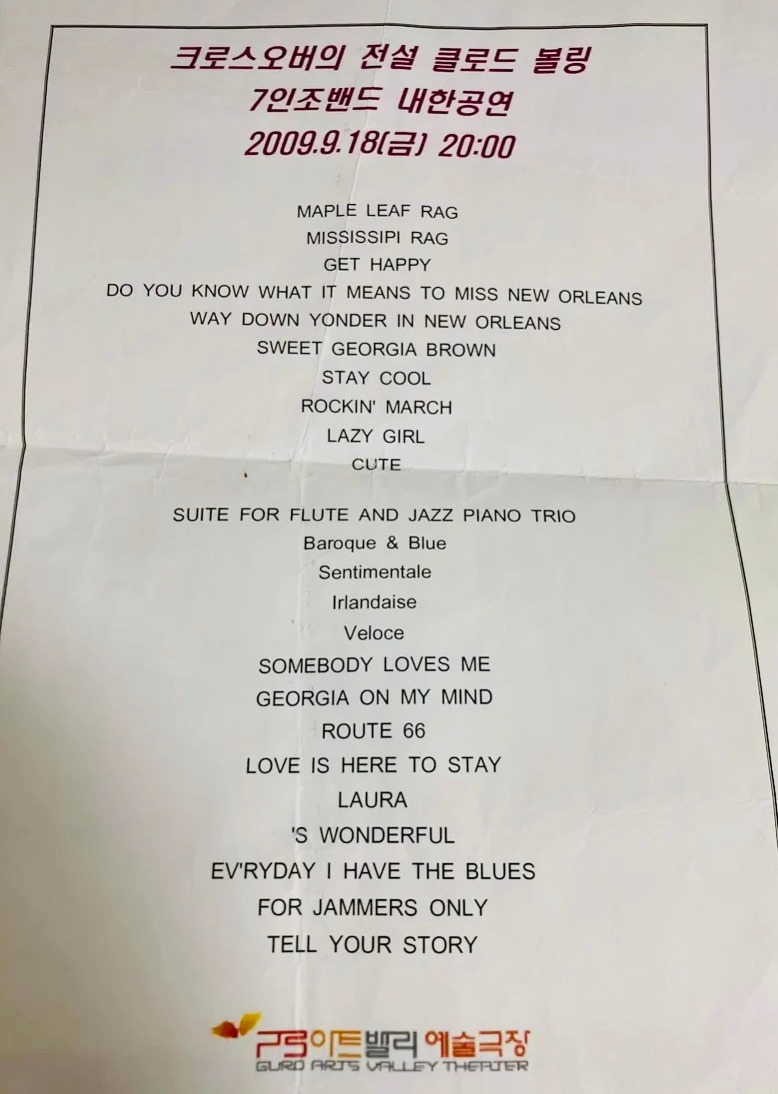 크로스오버의 전설 클로드 볼링
7인조밴드 내한공연
2009.9.18(금) 20:00
MAPLE LEAF RAG
MISSISSIPI RAG
GET HAPPY
DO YOU KNOW WHAT IT MEANS TO MISS NEW ORLEANS
WAY DOWN YONDER IN NEW ORLEANS
SWEET GEORGIA BROWN
STAY COOL
ROCKIN' MARCH
LAZY GIRL
CUTE
SUITE FOR FLUTE AND JAZZ PIANO TRIO
Baroque & Blue
Sentimentale
Irlandaise
Veloce
SOMEBODY LOVES ME
GEORGIA ON MY MIND
ROUTE 66
LOVE IS HERE TO STAY
LAURA
'S WONDERFUL
EV'RYDAY I HAVE THE BLUES
FOR JAMMERS ONLY
TELL YOUR STORY
구로아트밸리 예술극장
GURO ARTS VALLEY THEATER